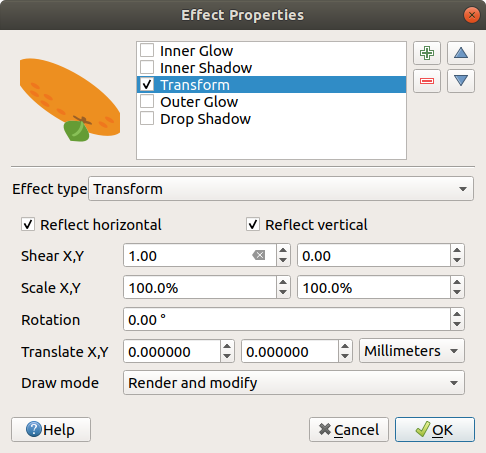 Effect Properties
Inner Glow
Inner Shadow
Transform
Outer Glow
Drop Shadow
Effect type Transform
Reflect horizontal Reflect vertical
Shear X,Y 1.00 0.00
Scale X,Y 100.0% 100.0%
Rotation 0.00 °
Translate X,Y 0.000000 0.000000 Millimeters
Draw mode Render and modify
Help Cancel OK